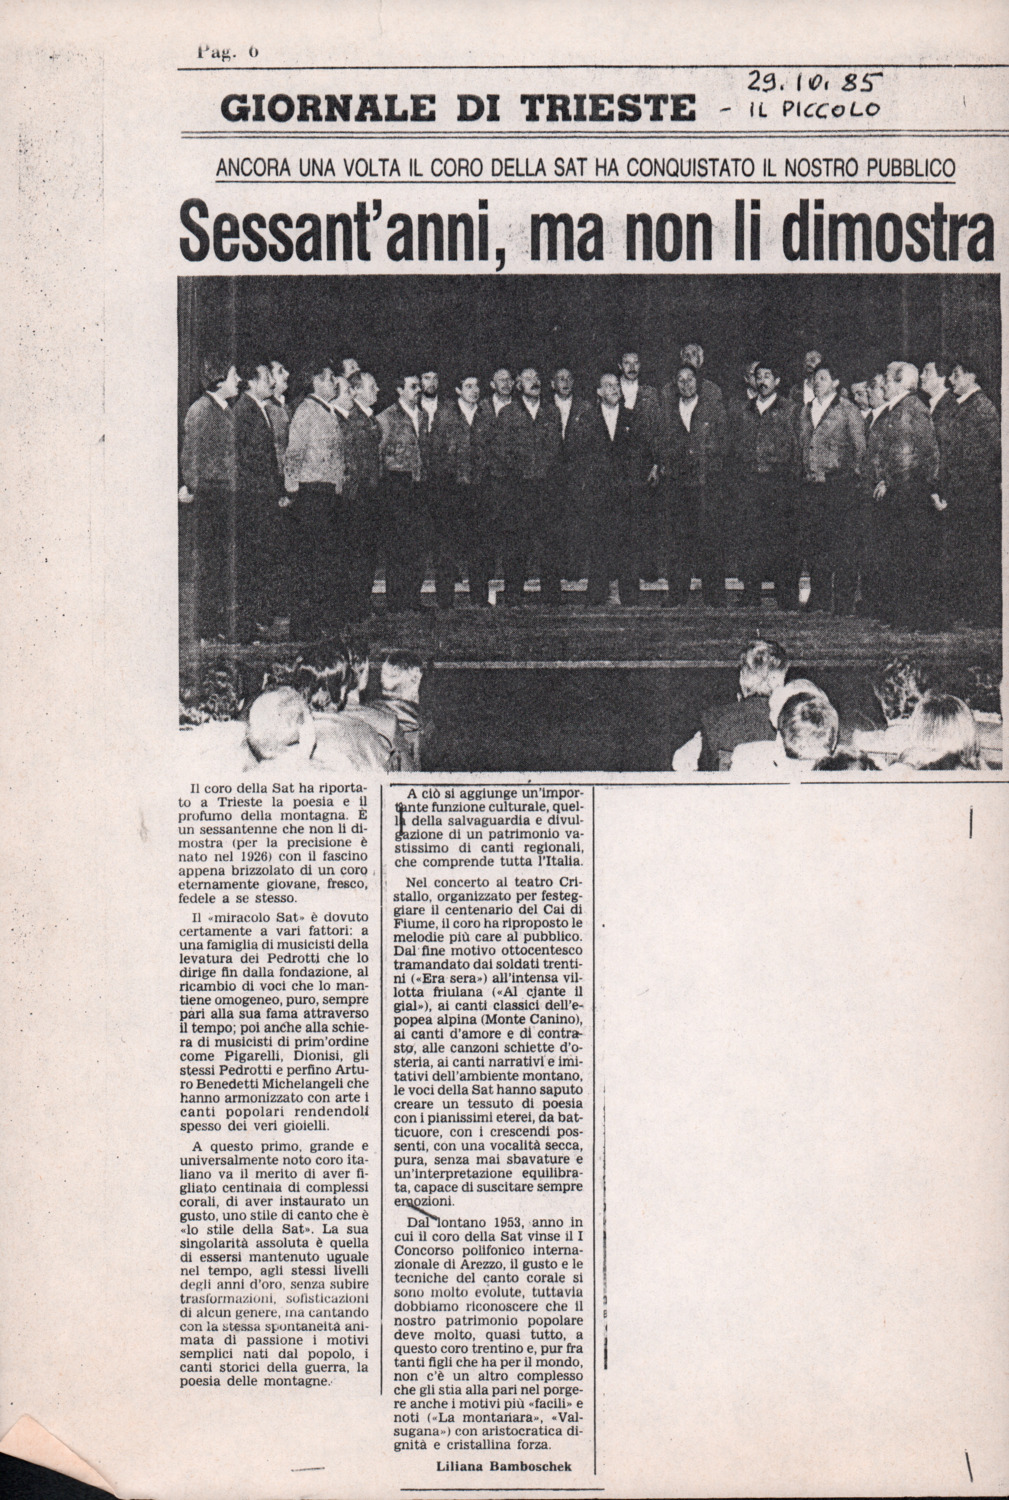 Pag. 6
GIORNALE DI TRIESTE
29.10.85
- IL PICCOLO
ANCORA UNA VOLTA IL CORO DELLA SAT HA CONQUISTATO IL NOSTRO PUBBLICO
Sessant'anni, ma non li dimostra
Il coro della Sat ha riporta-
to a Trieste la poesia e il
profumo della montagna. È
un sessantenne che non li di-
mostra (per la precisione è
nato nel 1926) con il fascino
appena brizzolato di un coro
eternamente giovane, fresco,
fedele a se stesso.
Il «miracolo Sat» è dovuto
certamente a vari fattori: a
una famiglia di musicisti della
levatura dei Pedrotti che lo
dirige fin dalla fondazione, al
ricambio di voci che lo man-
tiene omogeneo, puro, sempre
pari alla sua fama attraverso
il tempo; poi anche alla schie-
ra di musicisti di prim'ordine
come Pigarelli, Dionisi, gli
stessi Pedrotti e perfino Artu-
ro Benedetti Michelangeli che
hanno armonizzato con arte i
canti popolari rendendoli
spesso dei veri gioielli.
A questo primo, grande e
universalmente noto coro ita-
liano va il merito di aver fi-
gliato centinaia di complessi
corali, di aver instaurato un
gusto, uno stile di canto che è
«lo stile della Sat». La sua
singolarità assoluta è quella
di essersi mantenuto uguale
nel tempo, agli stessi livelli
degli anni d'oro, senza subire
trasformazioni, sofisticazioni
di alcun genere, ma cantando
con la stessa spontaneità ani-
mata di passione i motivi
semplici nati dal popolo, i
canti storici della guerra, la
poesia delle montagne.
A ciò si aggiunge un'impor-
tante funzione culturale, quel-
la della salvaguardia e divul-
gazione di un patrimonio va-
stissimo di canti regionali,
che comprende tutta l'Italia.
Nel concerto al teatro Cri-
stallo, organizzato per festeg-
giare il centenario del Cai di
Fiume, il coro ha riproposto le
melodie più care al pubblico.
Dal fine motivo ottocentesco
tramandato dai soldati trenti-
ni («Era sera») all'intensa vil-
lotta friulana («Al cjante il
gial»), ai canti classici dell'e-
popea alpina (Monte Canino),
ai canti d'amore e di contra-
sto, alle canzoni schiette d'o-
steria, ai canti narrativi e imi-
tativi dell'ambiente montano,
le voci della Sat hanno saputo
creare un tessuto di poesia
con i pianissimi eterei, da bat-
ticuore, con i crescendi pos-
senti, con una vocalità secca,
pura, senza mai sbavature e
un'interpretazione equilibra-
ta, capace di suscitare sempre
emozioni.
Dal lontano 1953, anno in
cui il coro della Sat vinse il I
Concorso polifonico interna-
zionale di Arezzo, il gusto e le
tecniche del canto corale si
sono molto evolute, tuttavia
dobbiamo riconoscere che il
nostro patrimonio popolare
deve molto, quasi tutto, a
questo coro trentino e, pur fra
tanti figli che ha per il mondo,
non c'è un altro complesso
che gli stia alla pari nel porge-
re anche i motivi più «facili» e
noti («La montanara», «Val-
sugana») con aristocratica di-
gnità e cristallina forza.
Liliana Bamboschek